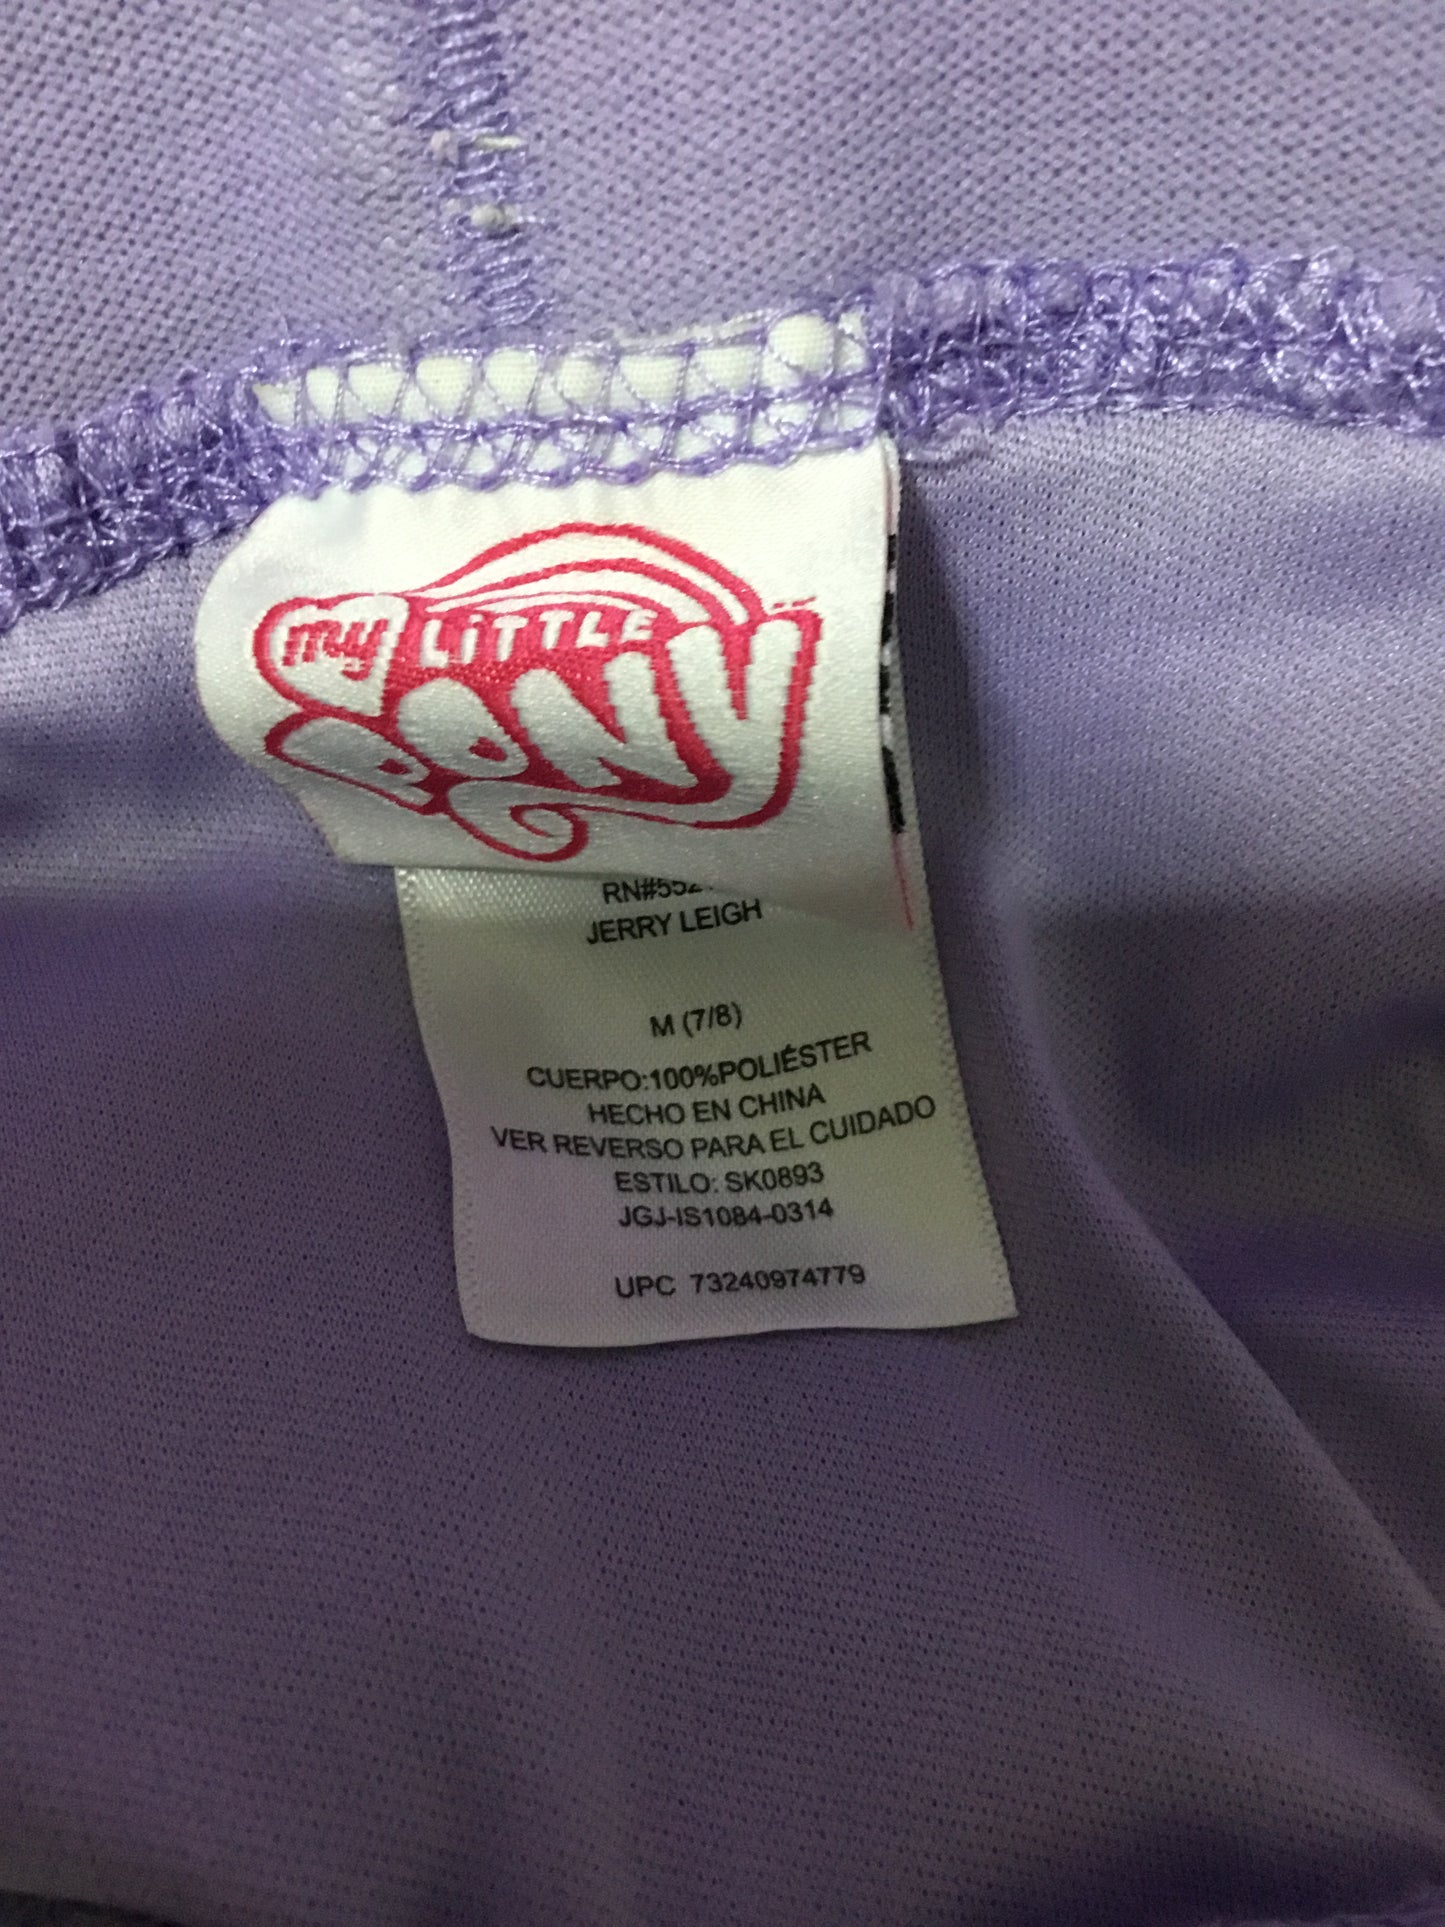 my LiTTLE
PONY
JERRY LEIGH
M (7/8)
CUERPO:100%POLIÉSTER
HECHO EN CHINA
VER REVERSO PARA EL CUIDADO
ESTILO: SK0893
JGJ-IS1084-0314
UPC 73240974779